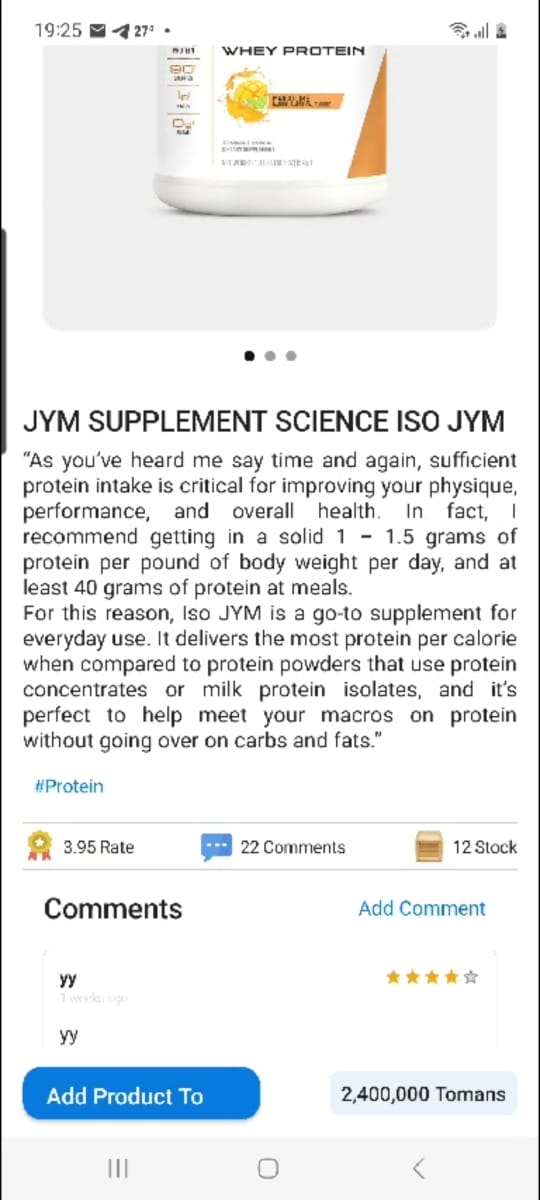 19:25 27°
WHEY PROTEIN
JYM SUPPLEMENT SCIENCE ISO JYM
“As you’ve heard me say time and again, sufficient
protein intake is critical for improving your physique,
performance, and overall health. In fact, I
recommend getting in a solid 1 – 1.5 grams of
protein per pound of body weight per day, and at
least 40 grams of protein at meals.
For this reason, Iso JYM is a go-to supplement for
everyday use. It delivers the most protein per calorie
when compared to protein powders that use protein
concentrates or milk protein isolates, and it’s
perfect to help meet your macros on protein
without going over on carbs and fats.”
#Protein
3.95 Rate 22 Comments 12 Stock
Comments Add Comment
yy
1 weeks ago
yy
Add Product To 2,400,000 Tomans